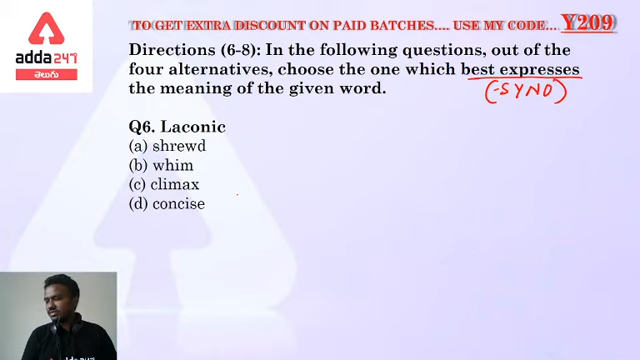 TO GET EXTRA DISCOUNT ON PAID BATCHES.... USE MY CODE... Y209
adda247
తెలుగు
Directions (6-8): In the following questions, out of the
four alternatives, choose the one which best expresses
the meaning of the given word.
(-SYNO)
Q6. Laconic
(a) shrewd
(b) whim
(c) climax
(d) concise